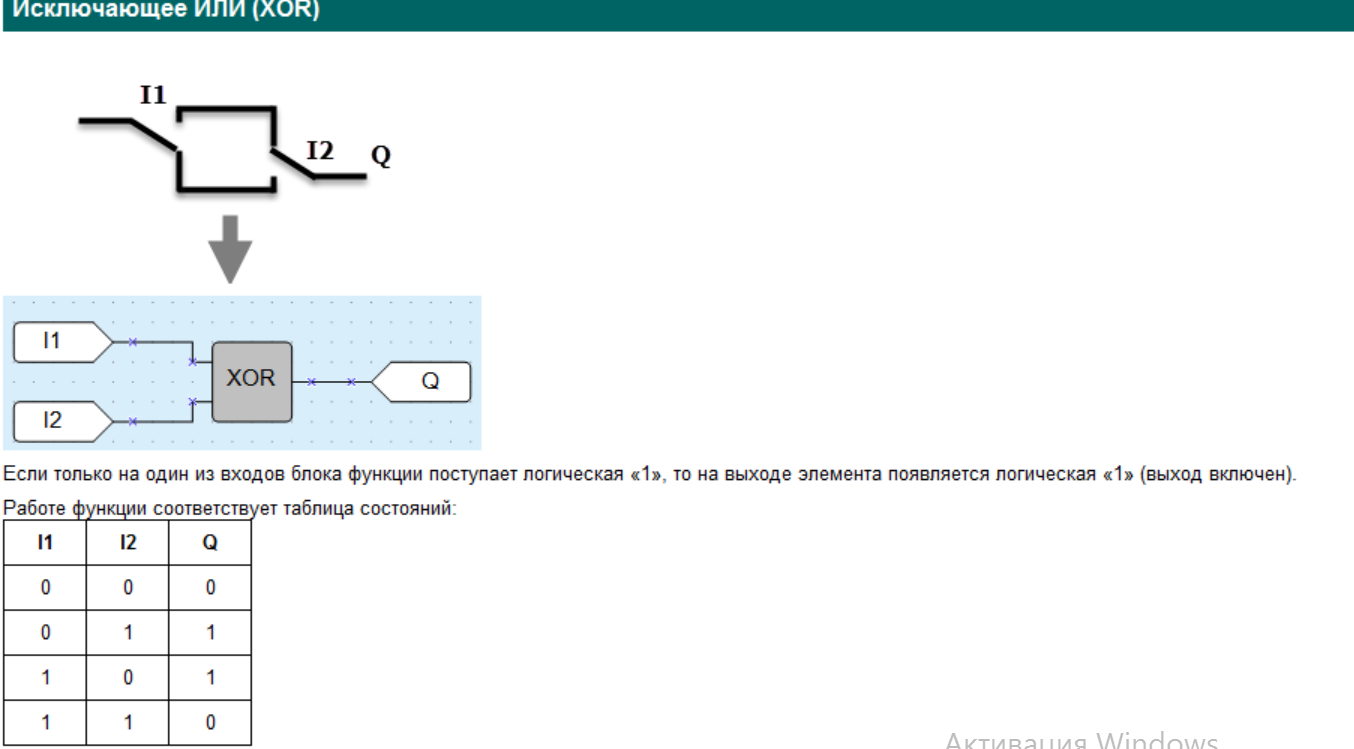 Исключающее ИЛИ (XOR)
I1
I2 Q
I1
XOR
Q
I2
Если только на один из входов блока функции поступает логическая «1», то на выходе элемента появляется логическая «1» (выход включен).
Работе функции соответствует таблица состояний:
I1 I2 Q
0 0 0
0 1 1
1 0 1
1 1 0
Активация Windows